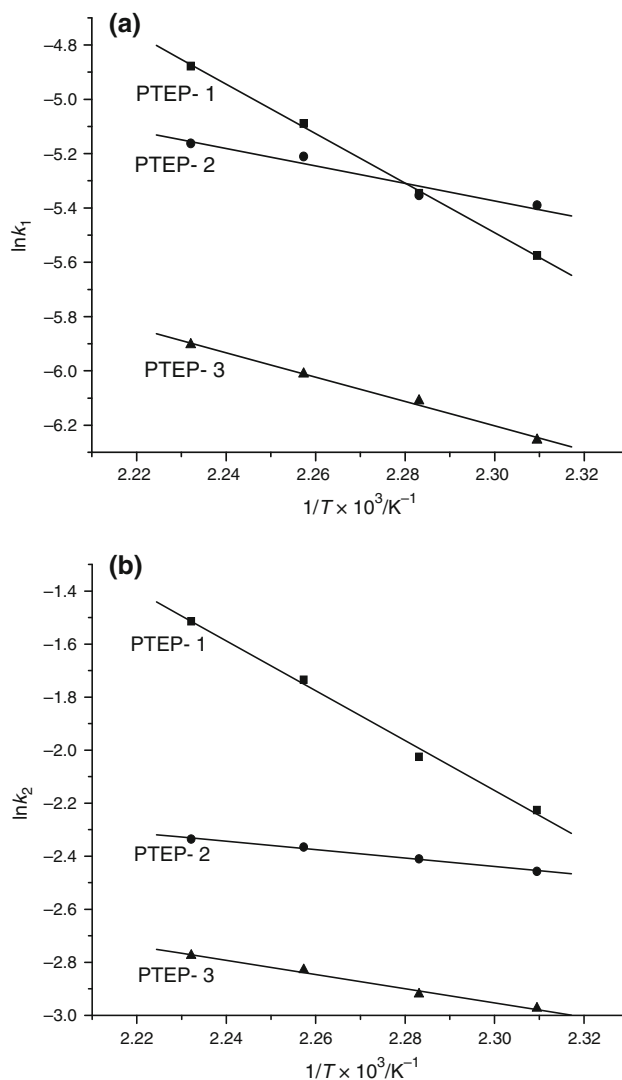 (a)
–4.8
–5.0
–5.2
–5.4
–5.6
–5.8
–6.0
–6.2
lnk₁
PTEP- 1
PTEP- 2
PTEP- 3
2.22 2.24 2.26 2.28 2.30 2.32
1/T × 10³/K⁻¹
(b)
–1.4
–1.6
–1.8
–2.0
–2.2
–2.4
–2.6
–2.8
–3.0
lnk₂
PTEP- 1
PTEP- 2
PTEP- 3
2.22 2.24 2.26 2.28 2.30 2.32
1/T × 10³/K⁻¹